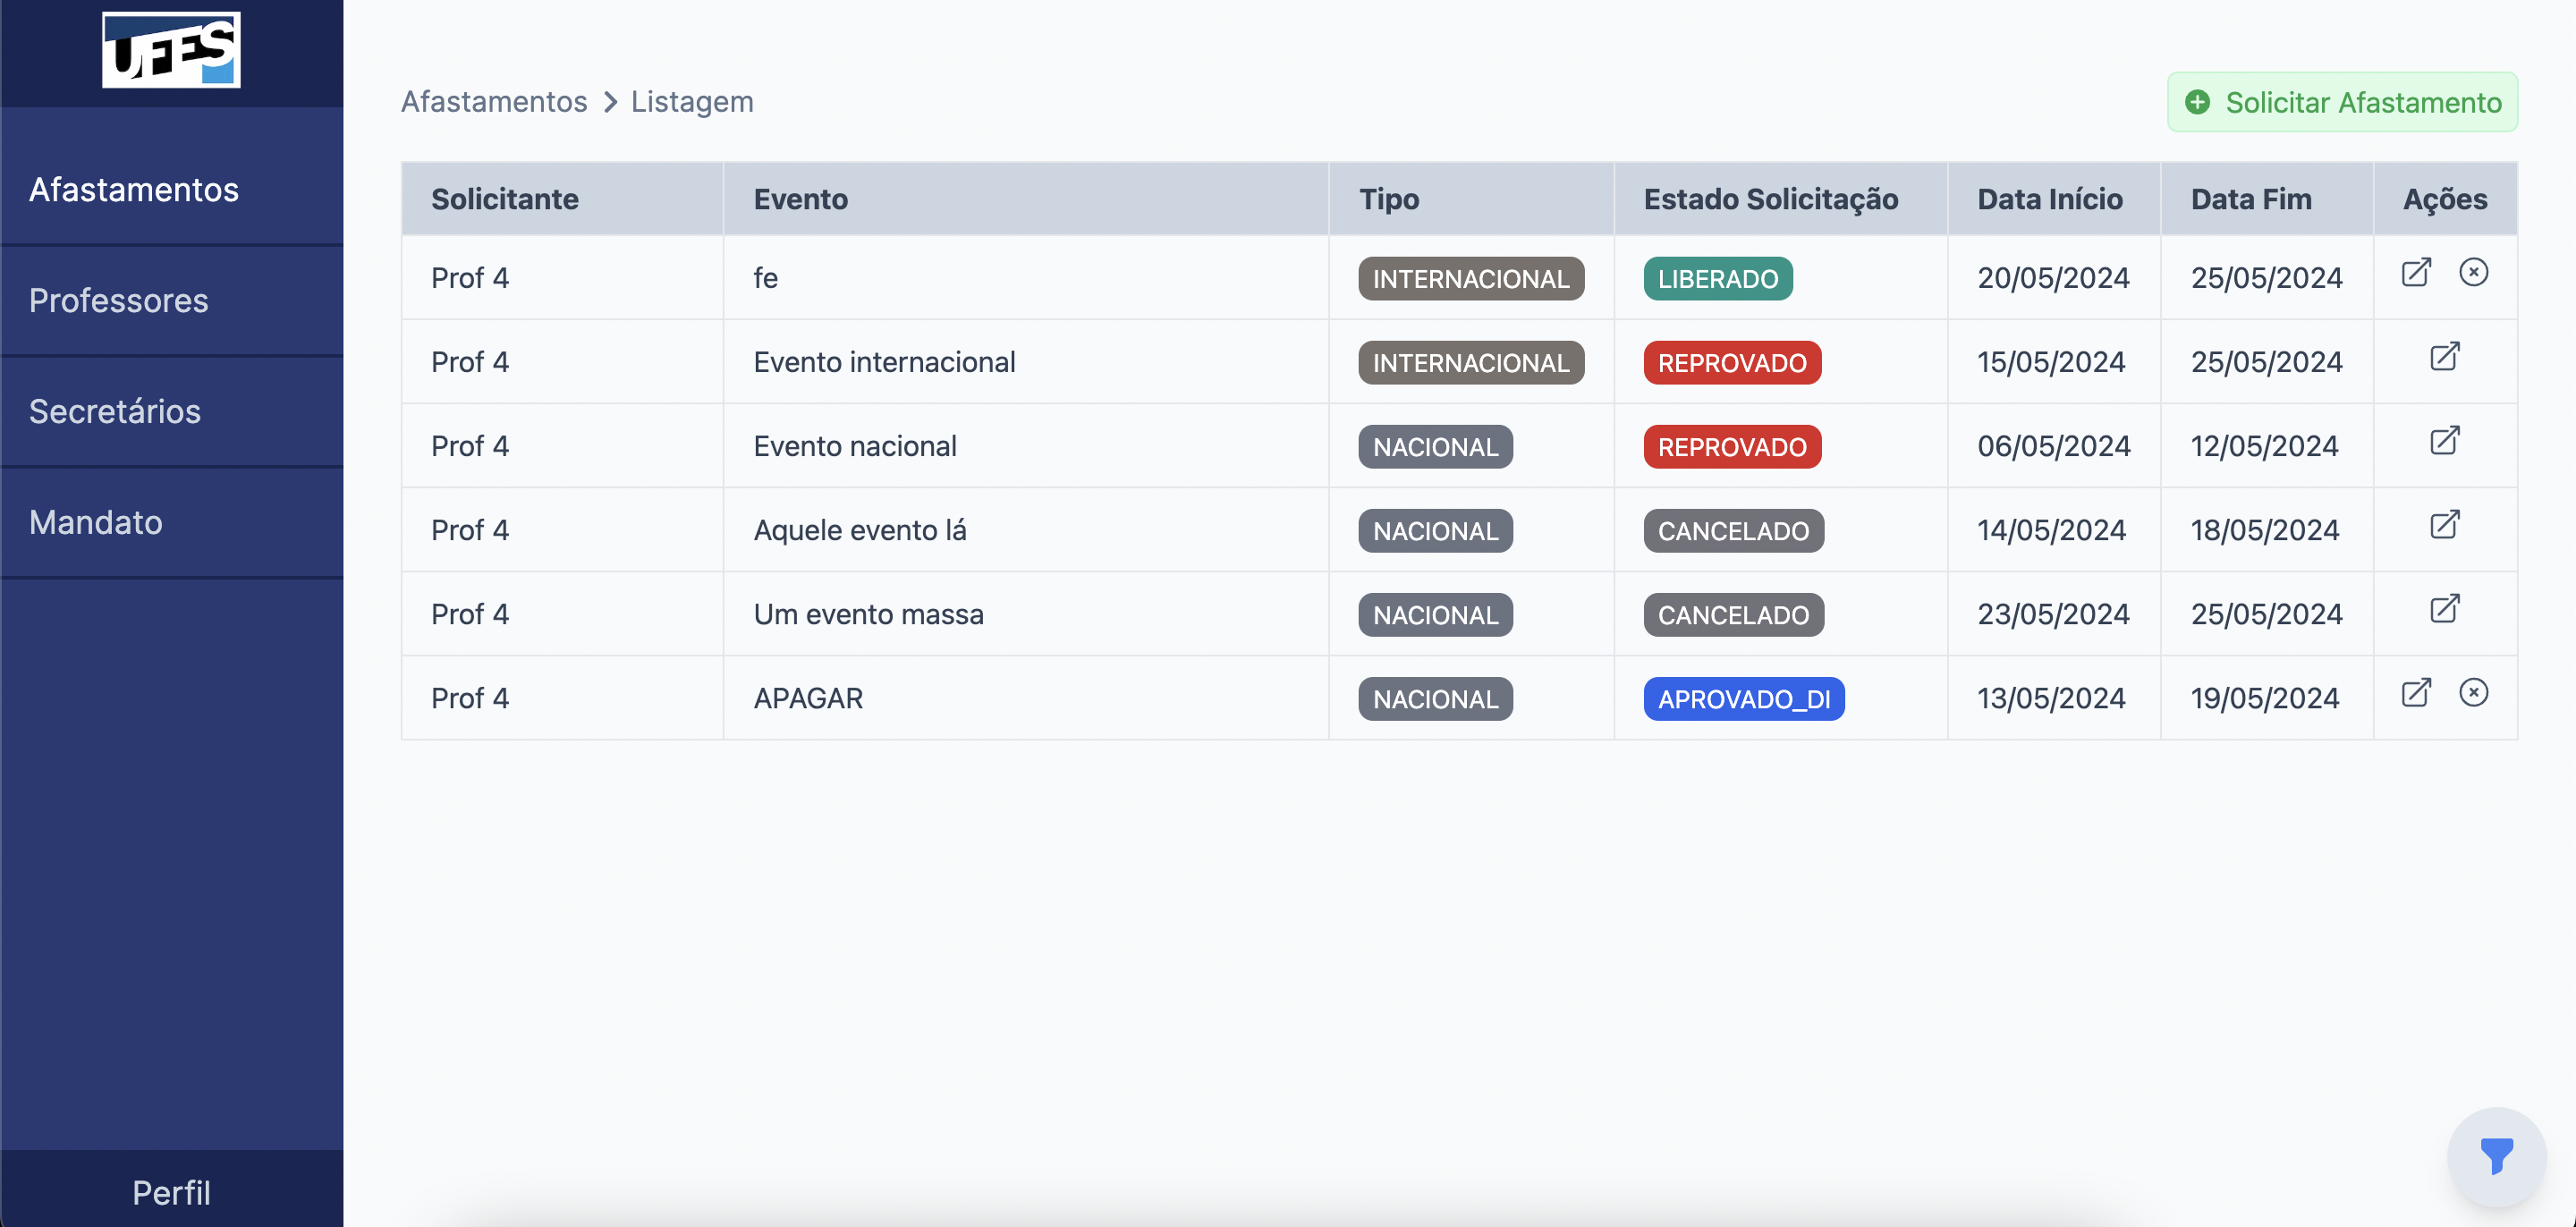 UFES
Afastamentos
Professores
Secretários
Mandato
Perfil
Afastamentos > Listagem
Solicitar Afastamento
Solicitante Evento Tipo Estado Solicitação Data Início Data Fim Ações
Prof 4 fe INTERNACIONAL LIBERADO 20/05/2024 25/05/2024
Prof 4 Evento internacional INTERNACIONAL REPROVADO 15/05/2024 25/05/2024
Prof 4 Evento nacional NACIONAL REPROVADO 06/05/2024 12/05/2024
Prof 4 Aquele evento lá NACIONAL CANCELADO 14/05/2024 18/05/2024
Prof 4 Um evento massa NACIONAL CANCELADO 23/05/2024 25/05/2024
Prof 4 APAGAR NACIONAL APROVADO_DI 13/05/2024 19/05/2024